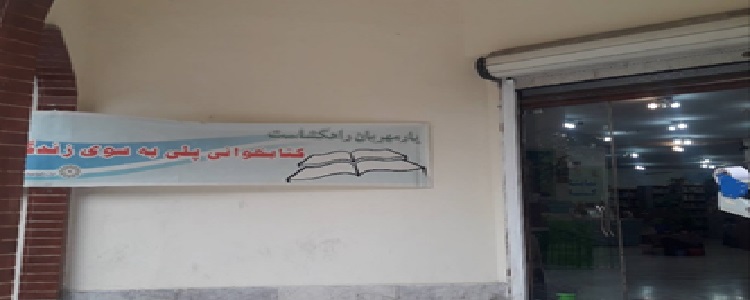 یار مهربان راهگشاست
کتابخوانی پلی به سوی